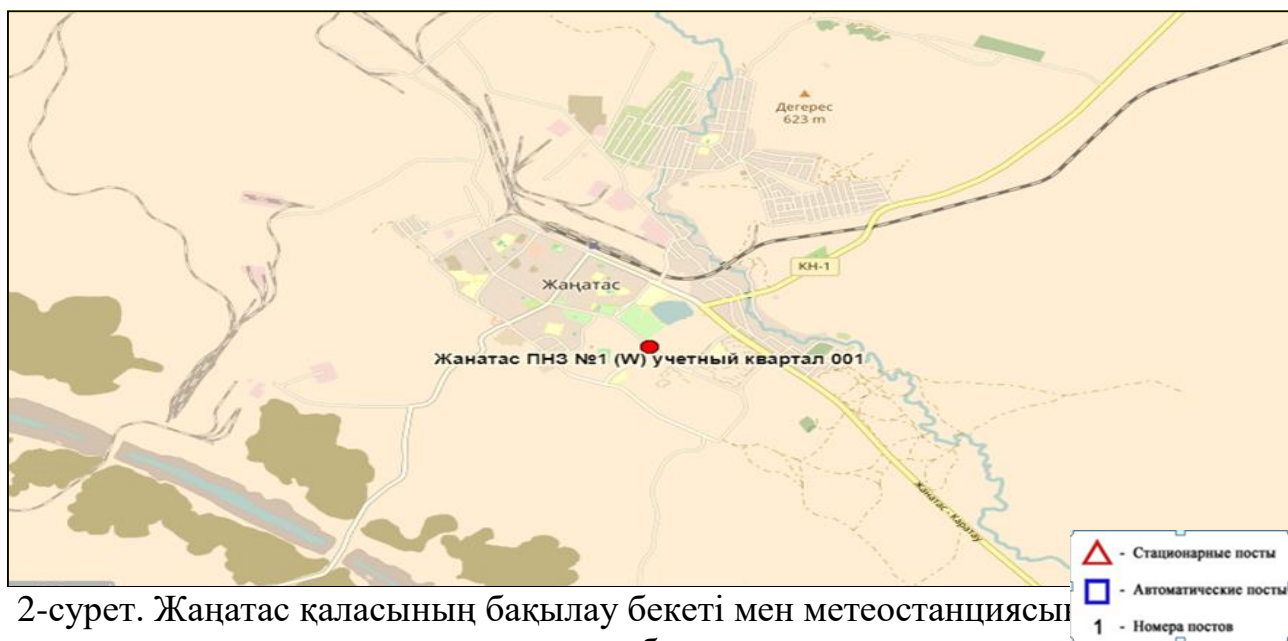 Дегерес
623 m
КН-1
Жаңатас
Жанатас ПНЗ №1 (W) учетный квартал 001
Жанатас - Каратау
- Стационарные посты
- Автоматические посты
1 - Номера постов
2-сурет. Жаңатас қаласының бақылау бекеті мен